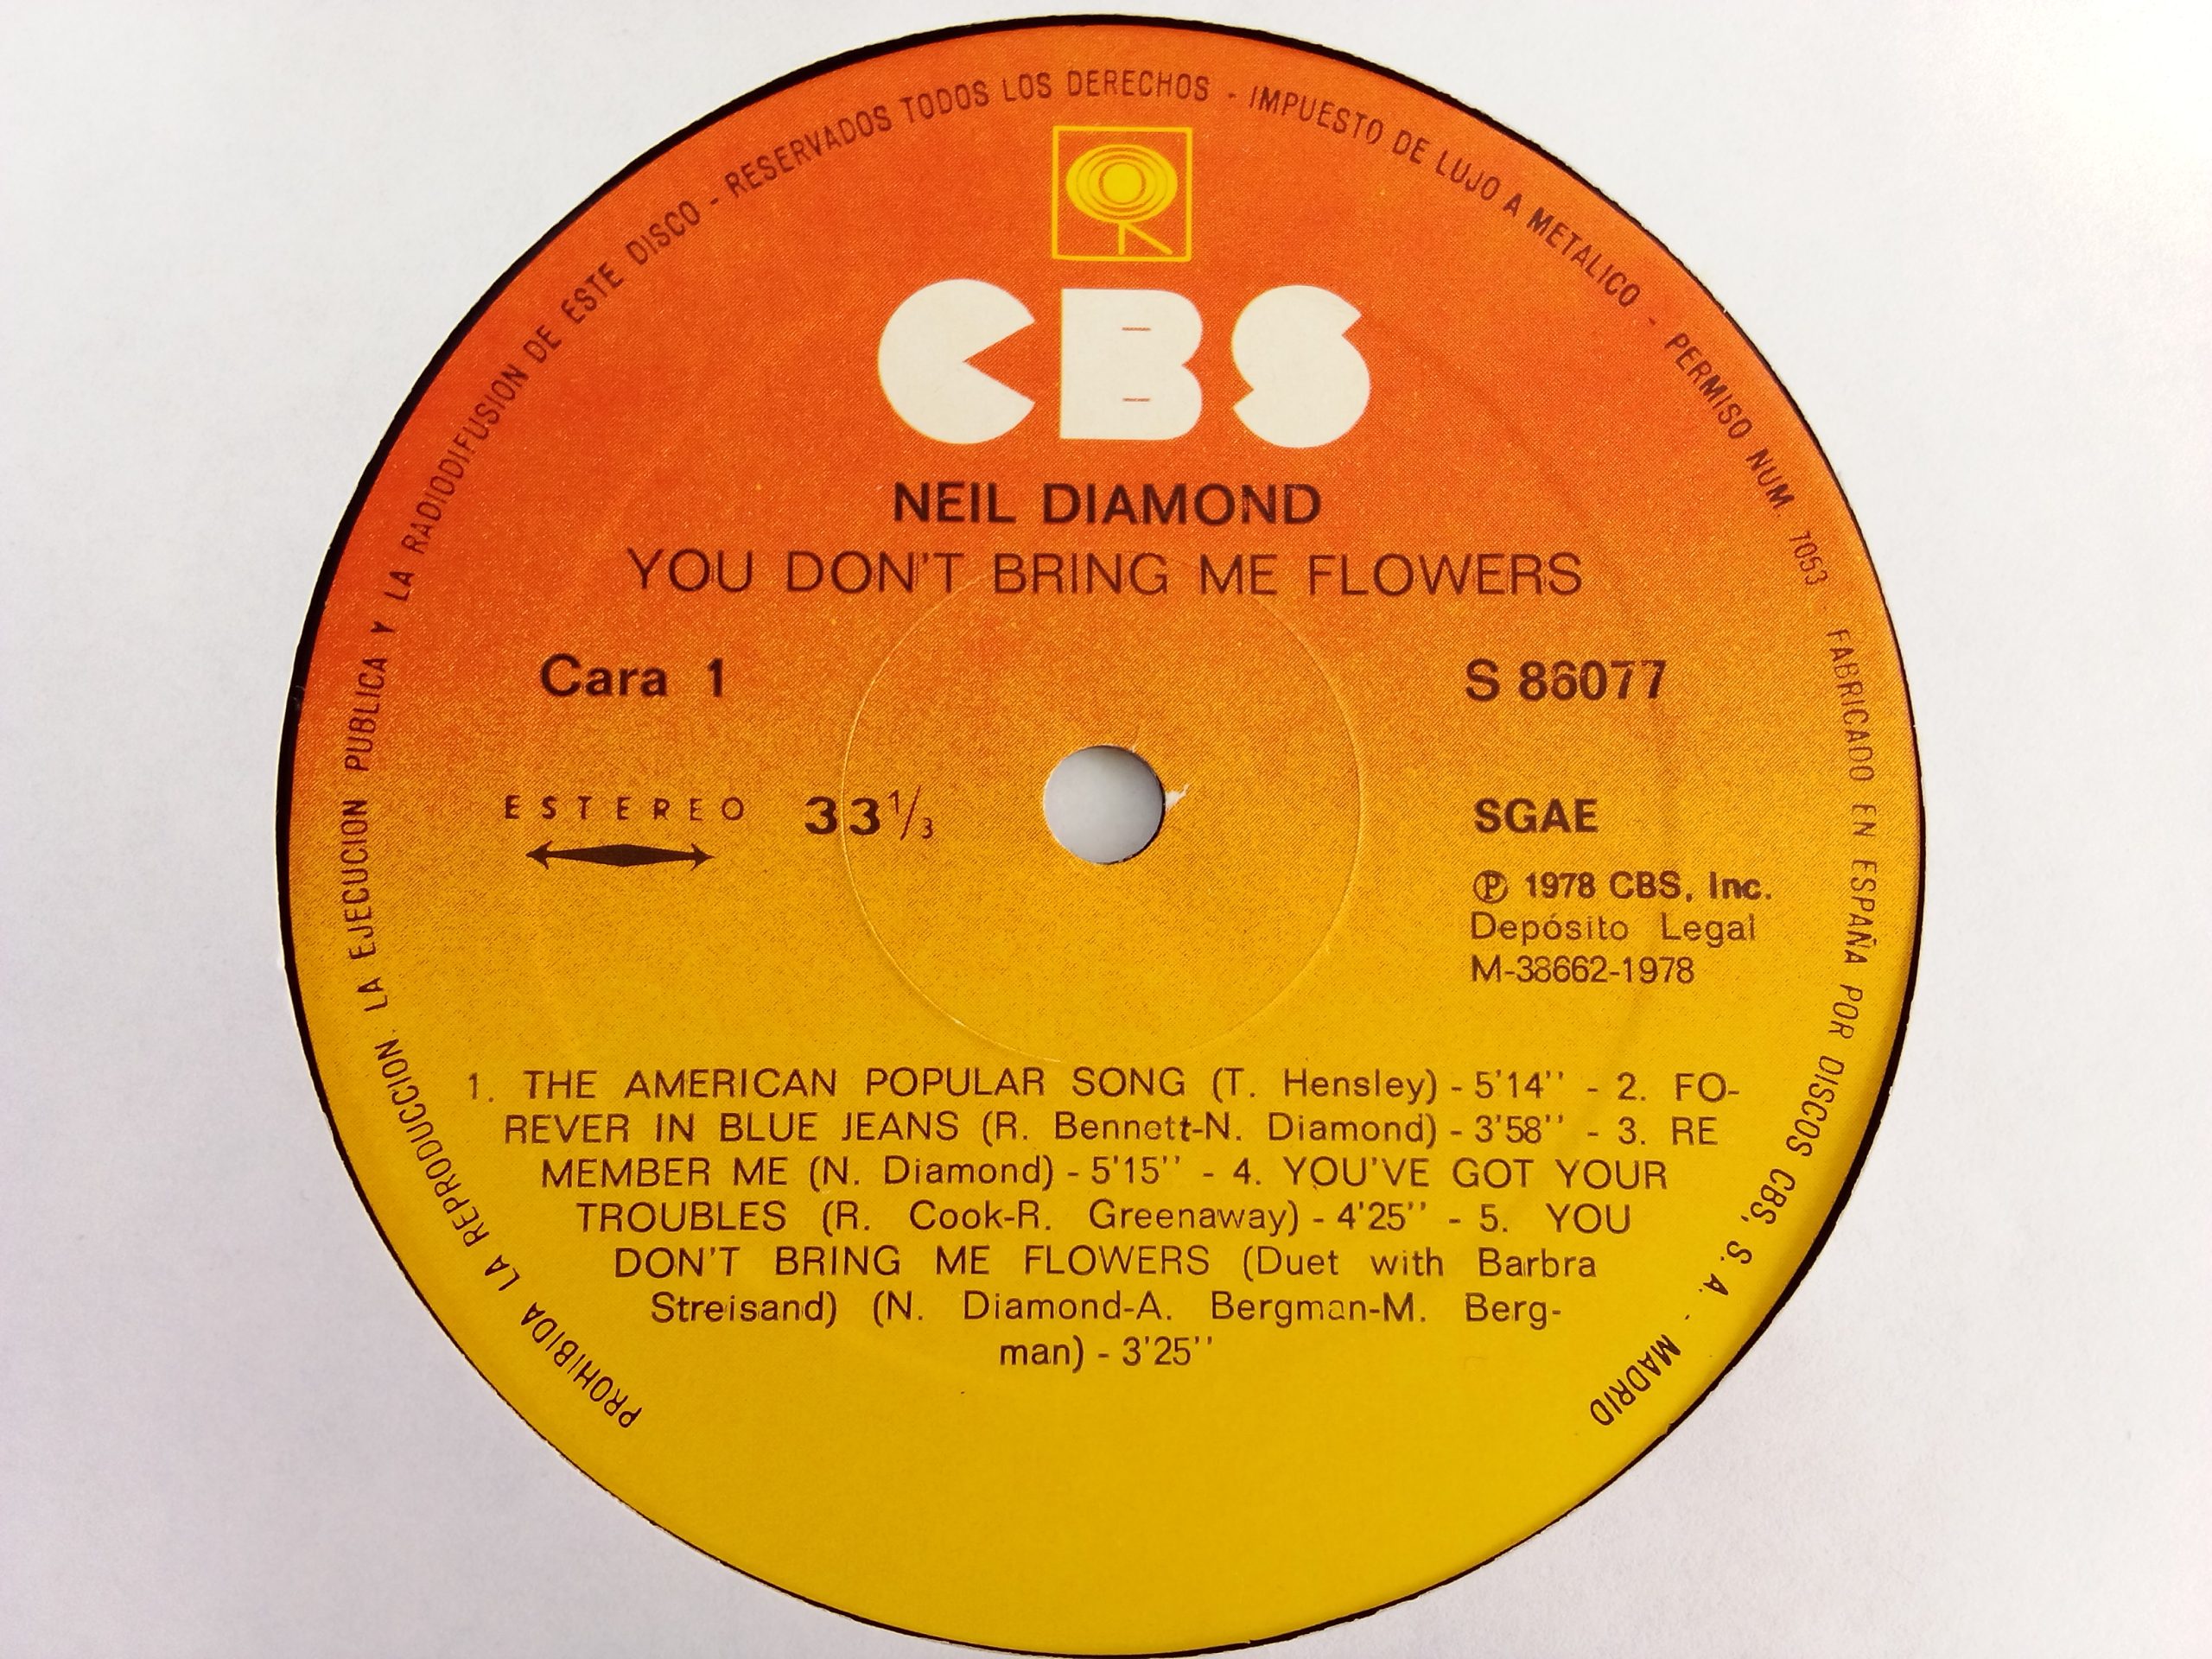 PROHIBIDA LA REPRODUCCION. LA EJECUCION PUBLICA Y LA RADIODIFUSION DE ESTE DISCO - RESERVADOS TODOS LOS DERECHOS - IMPUESTO DE LUJO A METALICO - PERMISO NUM. 7053 FABRICADO EN ESPAÑA POR DISCOS CBS, S. A. - MADRID
CBS
NEIL DIAMOND
YOU DON'T BRING ME FLOWERS
Cara 1
S 86077
ESTEREO 33 1/3
SGAE
℗ 1978 CBS, Inc.
Depósito Legal
M-38662-1978
1. THE AMERICAN POPULAR SONG (T. Hensley) - 5'14'' - 2. FO-
REVER IN BLUE JEANS (R. Bennett-N. Diamond) - 3'58'' - 3. RE
MEMBER ME (N. Diamond) - 5'15'' - 4. YOU'VE GOT YOUR
TROUBLES (R. Cook-R. Greenaway) - 4'25'' - 5. YOU
DON'T BRING ME FLOWERS (Duet with Barbra
Streisand) (N. Diamond-A. Bergman-M. Berg-
man) - 3'25''